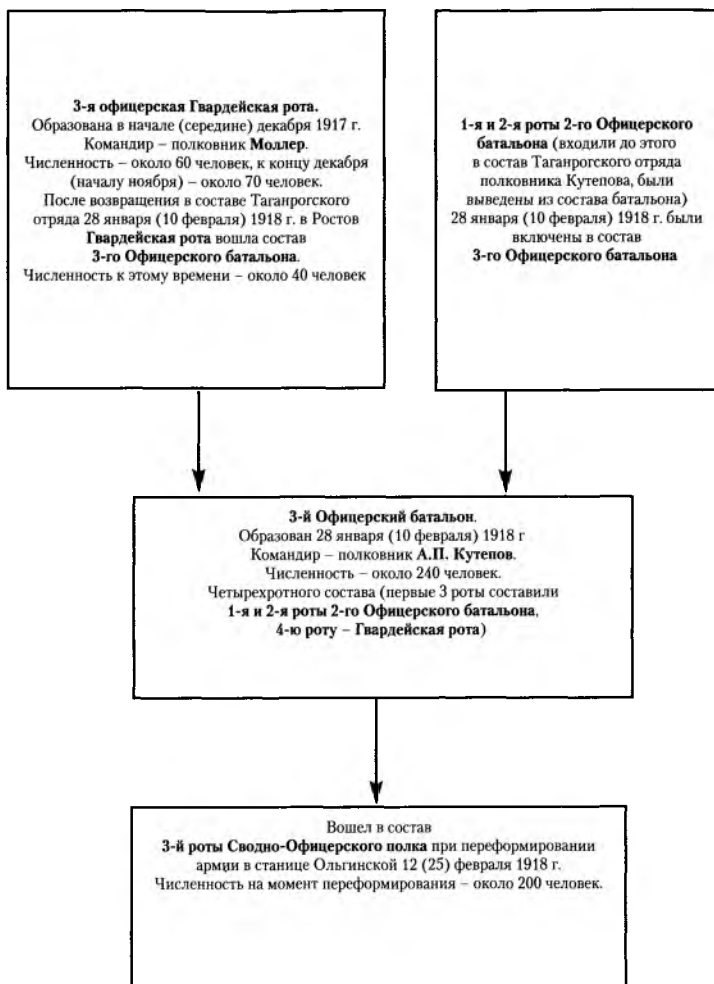 3-я офицерская Гвардейская рота.
Образована в начале (середине) декабря 1917 г.
Командир – полковник Моллер.
Численность – около 60 человек, к концу декабря
(началу ноября) – около 70 человек.
После возвращения в составе Таганрогского
отряда 28 января (10 февраля) 1918 г. в Ростов
Гвардейская рота вошла состав
3-го Офицерского батальона.
Численность к этому времени – около 40 человек
1-я и 2-я роты 2-го Офицерского
батальона (входили до этого
в состав Таганрогского отряда
полковника Кутепова, были
выведены из состава батальона)
28 января (10 февраля) 1918 г. были
включены в состав
3-го Офицерского батальона
3-й Офицерский батальон.
Образован 28 января (10 февраля) 1918 г
Командир – полковник А.П. Кутепов.
Численность – около 240 человек.
Четырехротного состава (первые 3 роты составили
1-я и 2-я роты 2-го Офицерского батальона,
4-ю роту – Гвардейская рота)
Вошел в состав
3-й роты Сводно-Офицерского полка при переформировании
армии в станице Ольгинской 12 (25) февраля 1918 г.
Численность на момент переформирования – около 200 человек.